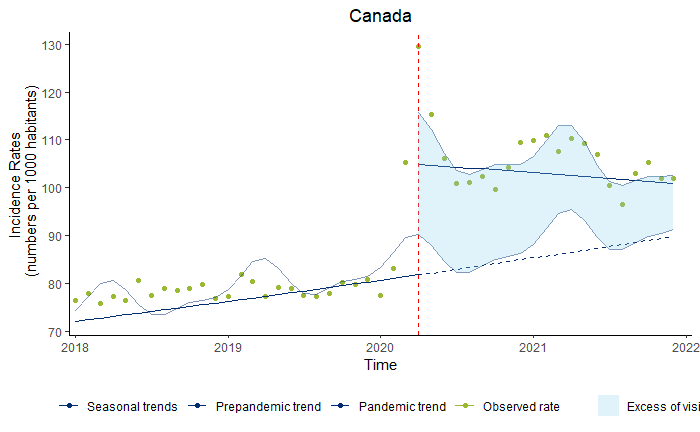 Canada
Incidence Rates
(numbers per 1000 habitants)
130
120
110
100
90
80
70
2018
2019
2020
2021
2022
Time
Seasonal trends Prepandemic trend Pandemic trend Observed rate Excess of visi